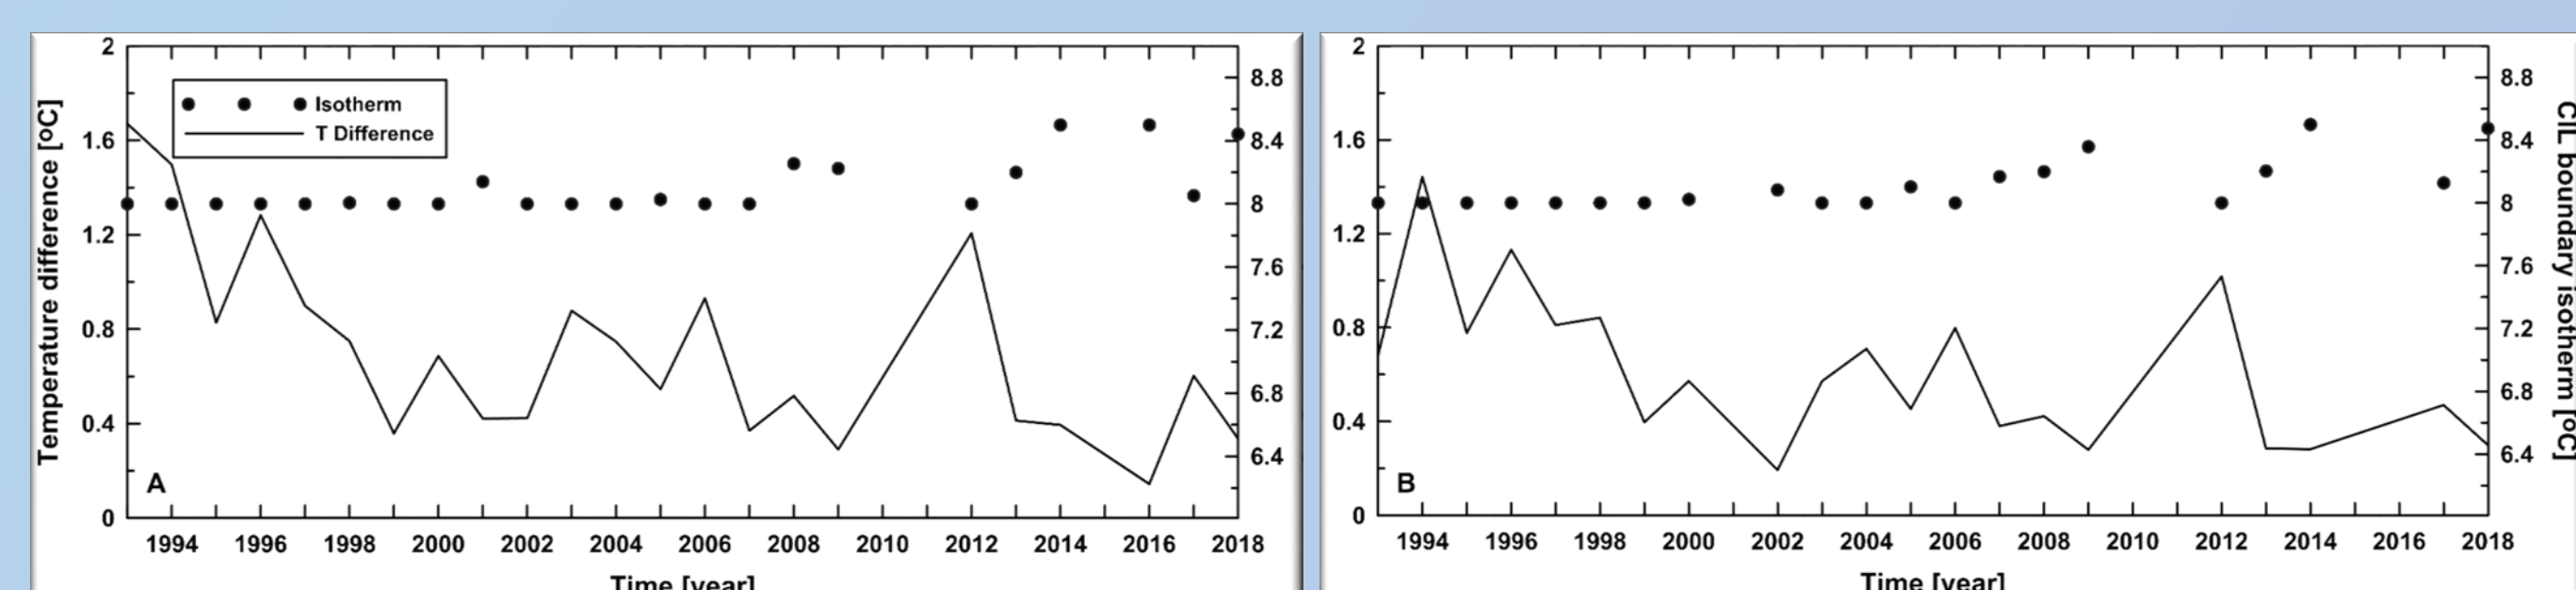 Temperature difference [ºC]
2
1.6
1.2
0.8
0.4
0
Isotherm
T Difference
A
8.8
8.4
8
7.6
7.2
6.8
6.4
1994 1996 1998 2000 2002 2004 2006 2008 2010 2012 2014 2016 2018
Time [year]
2
1.6
1.2
0.8
0.4
0
B
8.8
8.4
8
7.6
7.2
6.8
6.4
CIL boundary isotherm [ºC]
1994 1996 1998 2000 2002 2004 2006 2008 2010 2012 2014 2016 2018
Time [year]